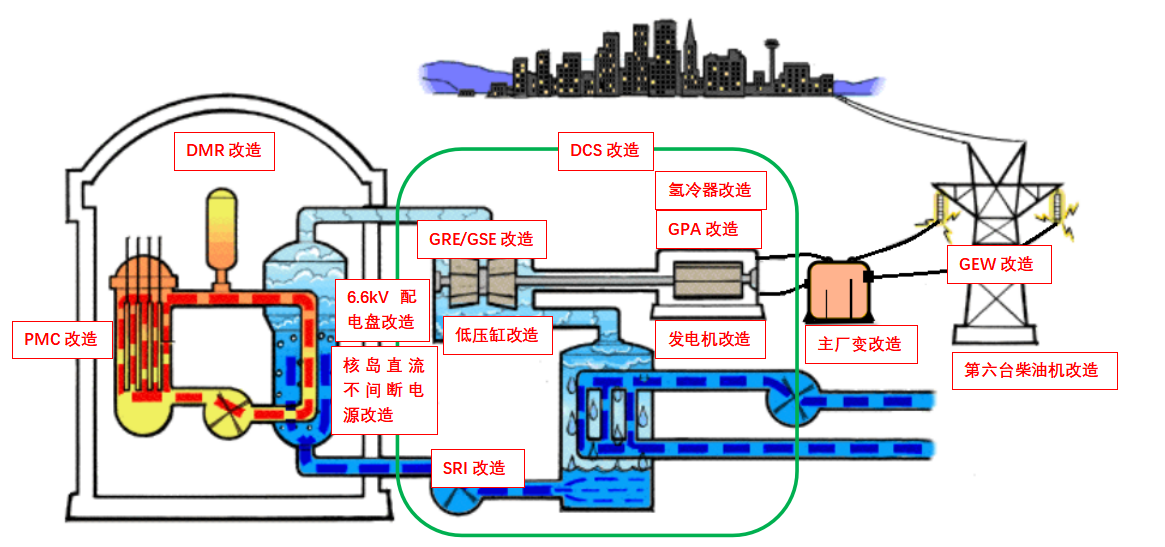 DMR 改造
DCS 改造
氢冷器改造
GPA 改造
GRE/GSE 改造
GEW 改造
6.6kV 配
电盘改造
PMC 改造
低压缸改造
发电机改造
主厂变改造
核岛直流
不间断电
源改造
第六台柴油机改造
SRI 改造